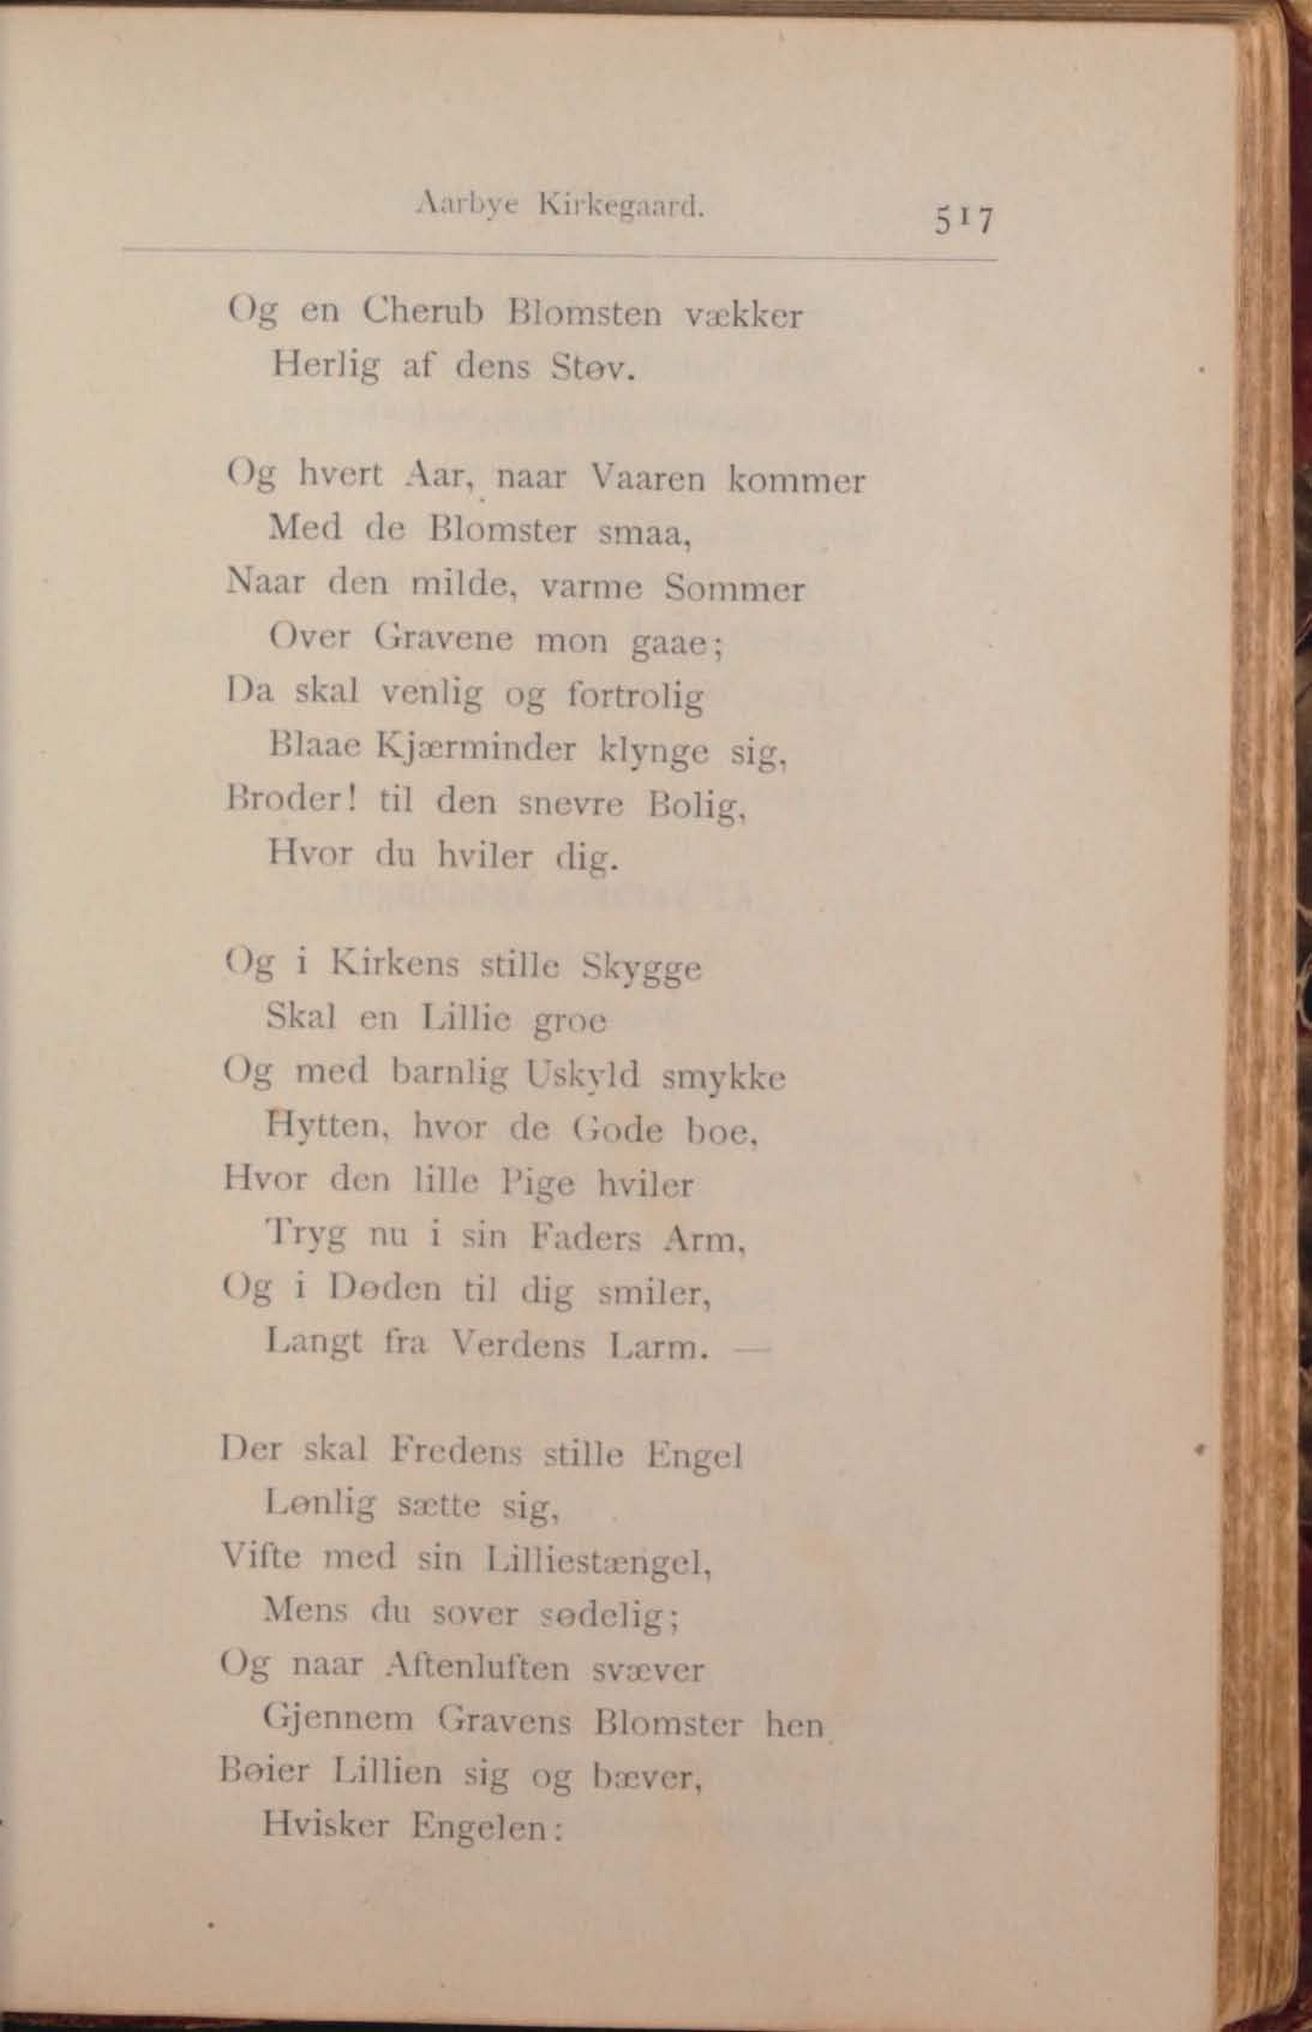 Aarbye Kirkegaard. 517
Og en Cherub Blomsten vækker
Herlig af dens Støv.
Og hvert Aar, naar Vaaren kommer
Med de Blomster smaa,
Naar den milde, varme Sommer
Over Gravene mon gaae;
Da skal venlig og fortrolig
Blaae Kjærminder klynge sig,
Broder! til den snevre Bolig,
Hvor du hviler dig.
Og i Kirkens stille Skygge
Skal en Lillie groe
Og med barnlig Uskyld smykke
Hytten, hvor de Gode boe,
Hvor den lille Pige hviler
Tryg nu i sin Faders Arm,
Og i Døden til dig smiler,
Langt fra Verdens Larm. —
Der skal Fredens stille Engel
Lønlig sætte sig,
Vifte med sin Lilliestængel,
Mens du sover sødelig;
Og naar Aftenluften svæver
Gjennem Gravens Blomster hen
Bøier Lillien sig og bæver,
Hvisker Engelen: